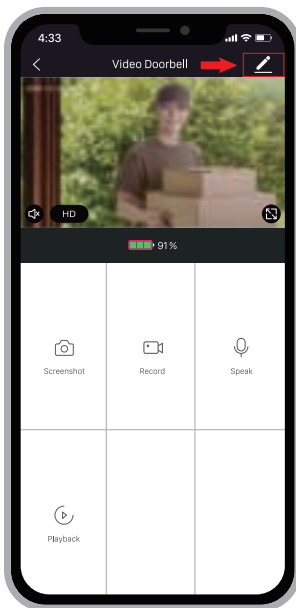 4:33
Video Doorbell
HD
91%
Screenshot
Record
Speak
Playback